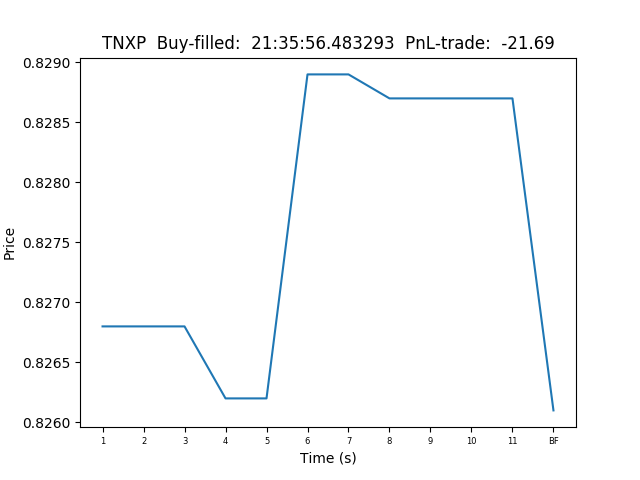 TNXP  Buy-filled:  21:35:56.483293  PnL-trade:  -21.69
Price
0.8290
0.8285
0.8280
0.8275
0.8270
0.8265
0.8260
1 2 3 4 5 6 7 8 9 10 11 BF
Time (s)